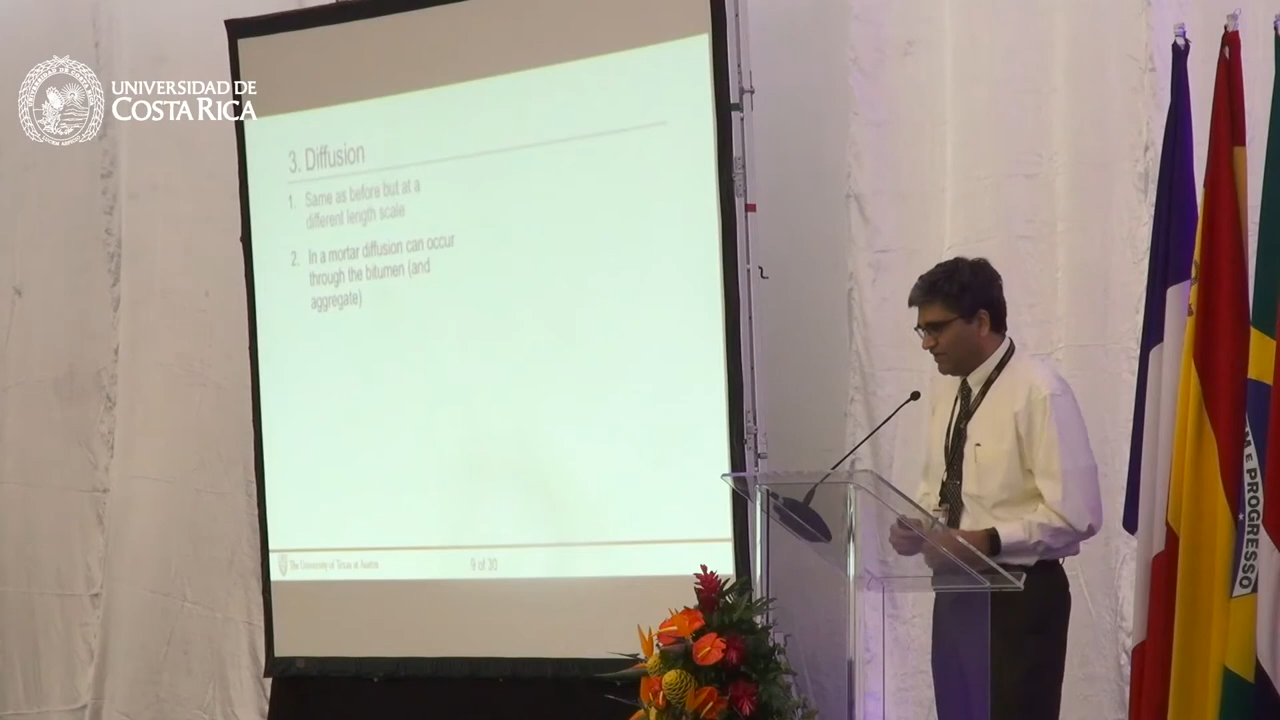 UNIVERSIDAD DE
COSTA RICA
3. Diffusion
1. Same as before but at a
different length scale
2. In a mortar diffusion can occur
through the bitumen (and
aggregate)
The University of Texas at Austin
9 of 30
M E PROGRESSO